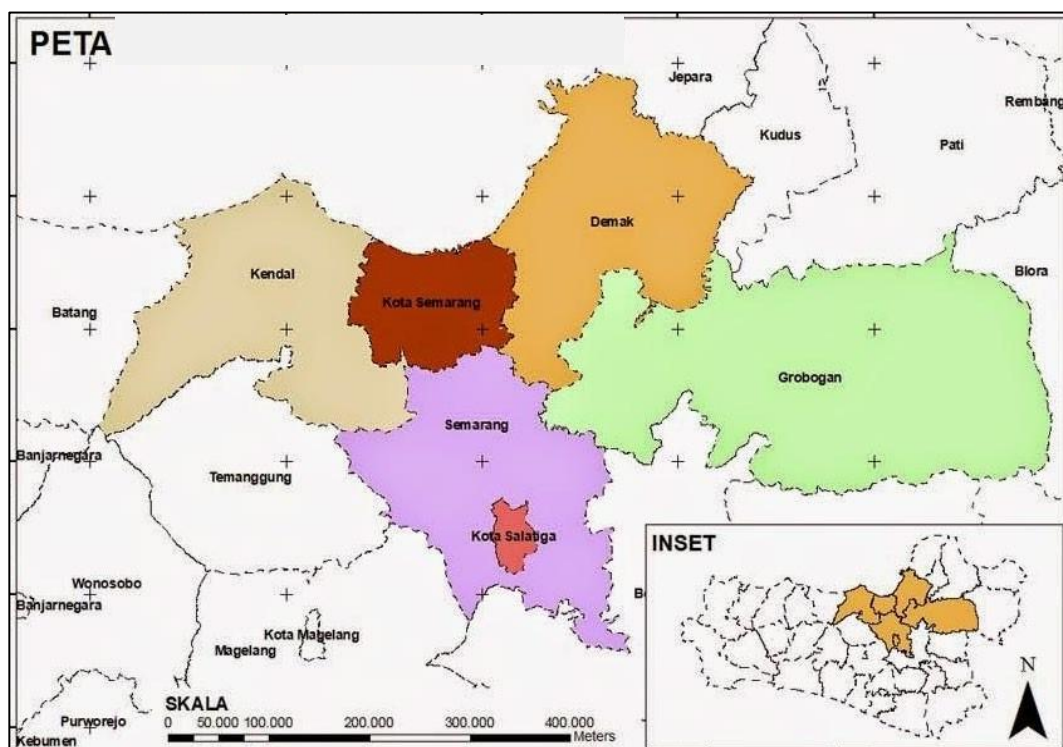 PETA
Jepara
Rembang
Kudus
Pati
Demak
Kendal
Blora
Kota Semarang
Batang
Grobogan
Semarang
Banjarnegara
Temanggung
Kota Salatiga
INSET
Wonosobo
Banjarnegara
Kota Magelang
Magelang
N
SKALA
0 50.000 100.000 200.000 300.000 400.000
Meters
Purworejo
Kebumen